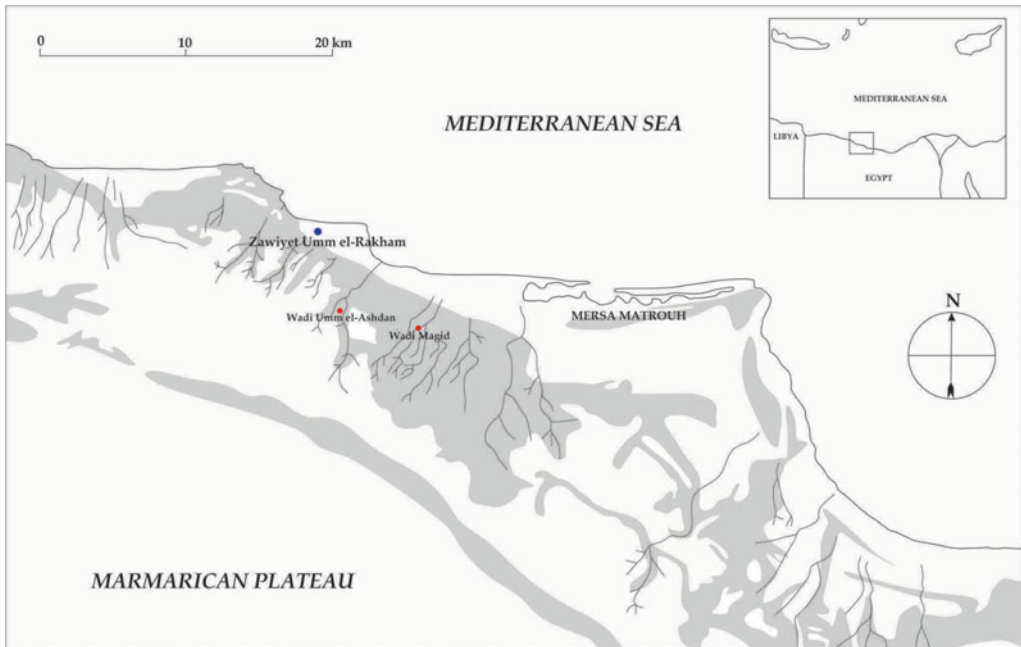 0 10 20 km
MEDITERRANEAN SEA
MEDITERRANEAN SEA
LIBYA
EGYPT
Zawiyet Umm el-Rakham
Wadi Umm el-Ashdan
Wadi Magid
MERSA MATROUH
N
MARMARICAN PLATEAU